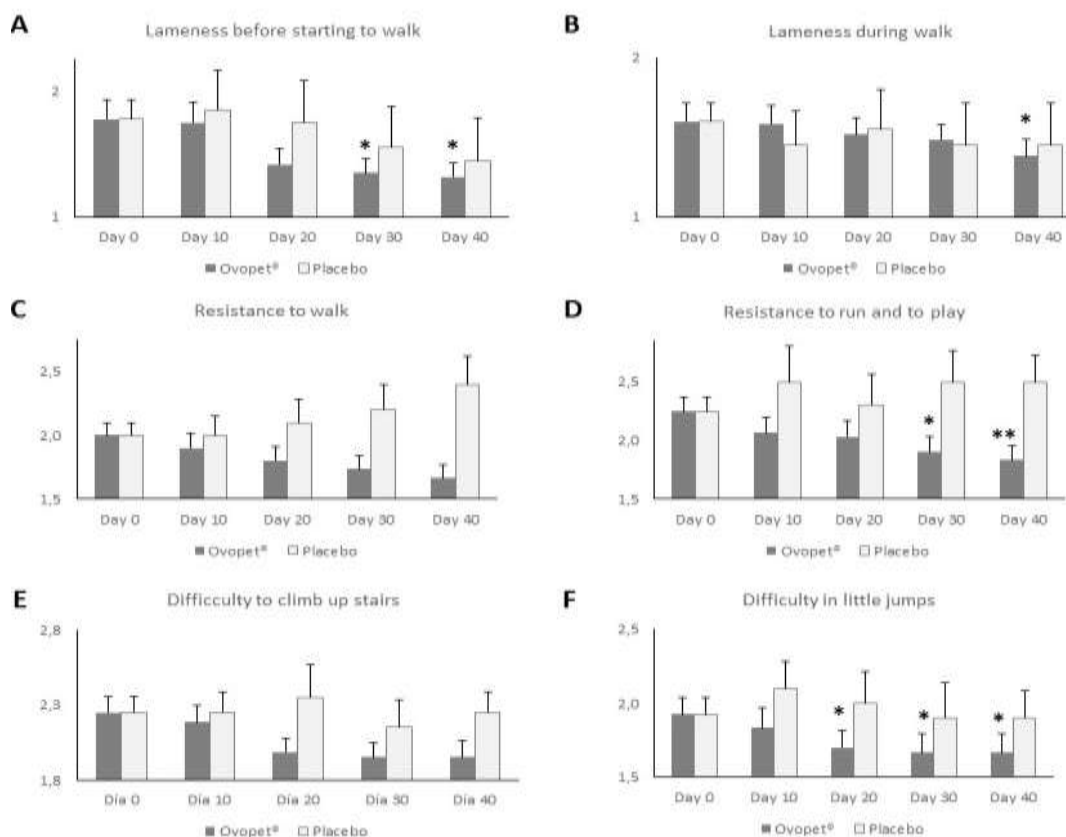 A
Lameness before starting to walk
2
*
*
1
Day 0 Day 10 Day 20 Day 30 Day 40
Ovopet® Placebo
B
Lameness during walk
2
*
1
Day 0 Day 10 Day 20 Day 30 Day 40
Ovopet® Placebo
C
Resistance to walk
2,5
2,0
1,5
Day 0 Day 10 Day 20 Day 30 Day 40
Ovopet® Placebo
D
Resistance to run and to play
2,5
*
**
2,0
1,5
Day 0 Day 10 Day 20 Day 30 Day 40
Ovopet® Placebo
E
Difficculty to climb up stairs
2,8
2,3
1,8
Día 0 Día 10 Día 20 Día 30 Día 40
Ovopet® Placebo
F
Difficulty in little jumps
2,5
2,0
*
*
*
1,5
Day 0 Day 10 Day 20 Day 30 Day 40
Ovopet® Placebo